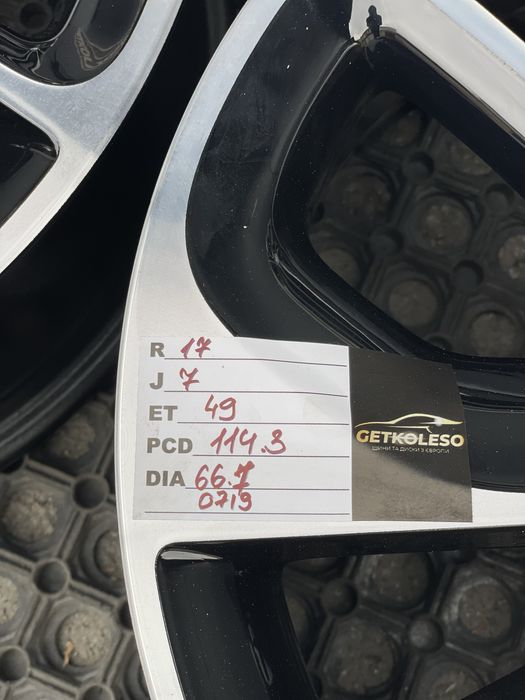 R 17
J 7
ET 49
PCD 114.3
DIA 66.1
0719
GETKOLESO
ШИНИ ТА ДИСКИ З ЄВРОПИ